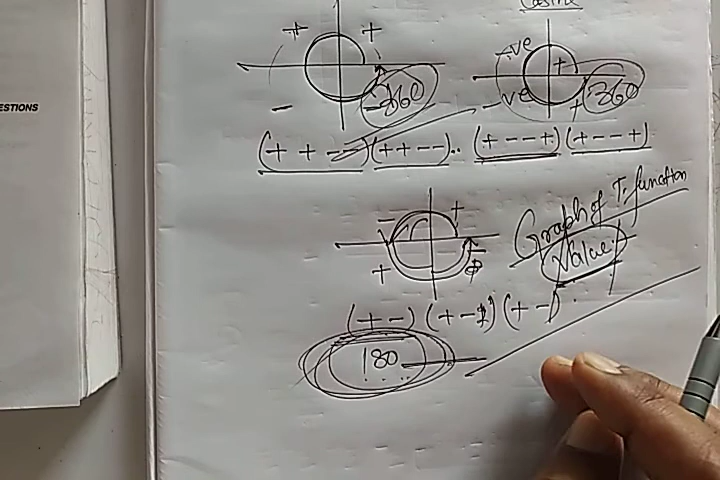 Cosine
+ +
- - 360
-ve +
-ve + 360
ESTIONS
(+ + - -) (+ + - -) .. (+ - - +) (+ - - +)
- +
+ -
Graph of T. function
Value
(+ -) (+ -) (+ -)
180